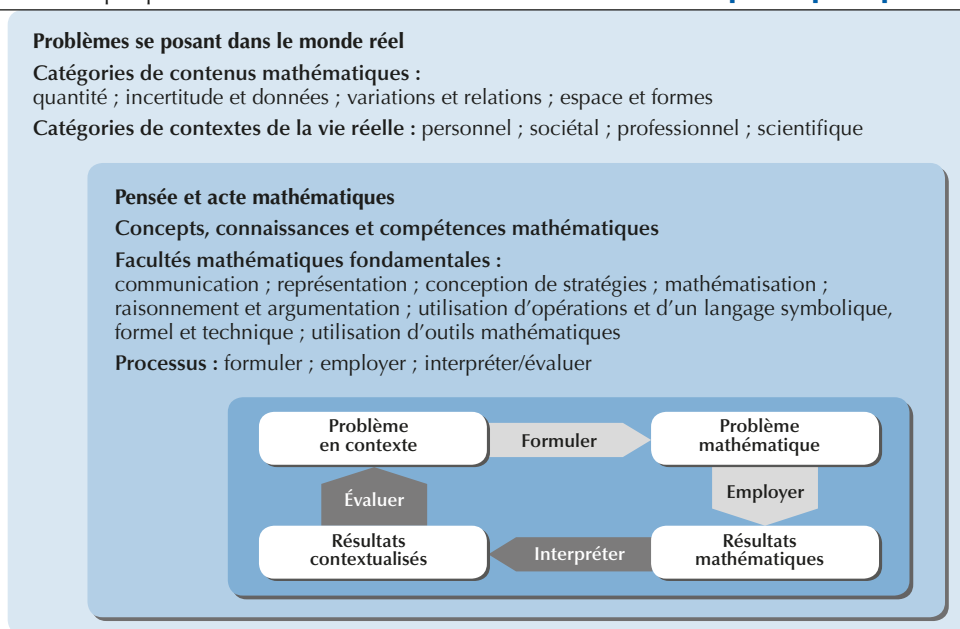 Problèmes se posant dans le monde réel
Catégories de contenus mathématiques :
quantité ; incertitude et données ; variations et relations ; espace et formes
Catégories de contextes de la vie réelle : personnel ; sociétal ; professionnel ; scientifique
Pensée et acte mathématiques
Concepts, connaissances et compétences mathématiques
Facultés mathématiques fondamentales :
communication ; représentation ; conception de stratégies ; mathématisation ;
raisonnement et argumentation ; utilisation d'opérations et d'un langage symbolique,
formel et technique ; utilisation d'outils mathématiques
Processus : formuler ; employer ; interpréter/évaluer
Problème
en contexte
Formuler
Problème
mathématique
Évaluer
Employer
Résultats
contextualisés
Interpréter
Résultats
mathématiques